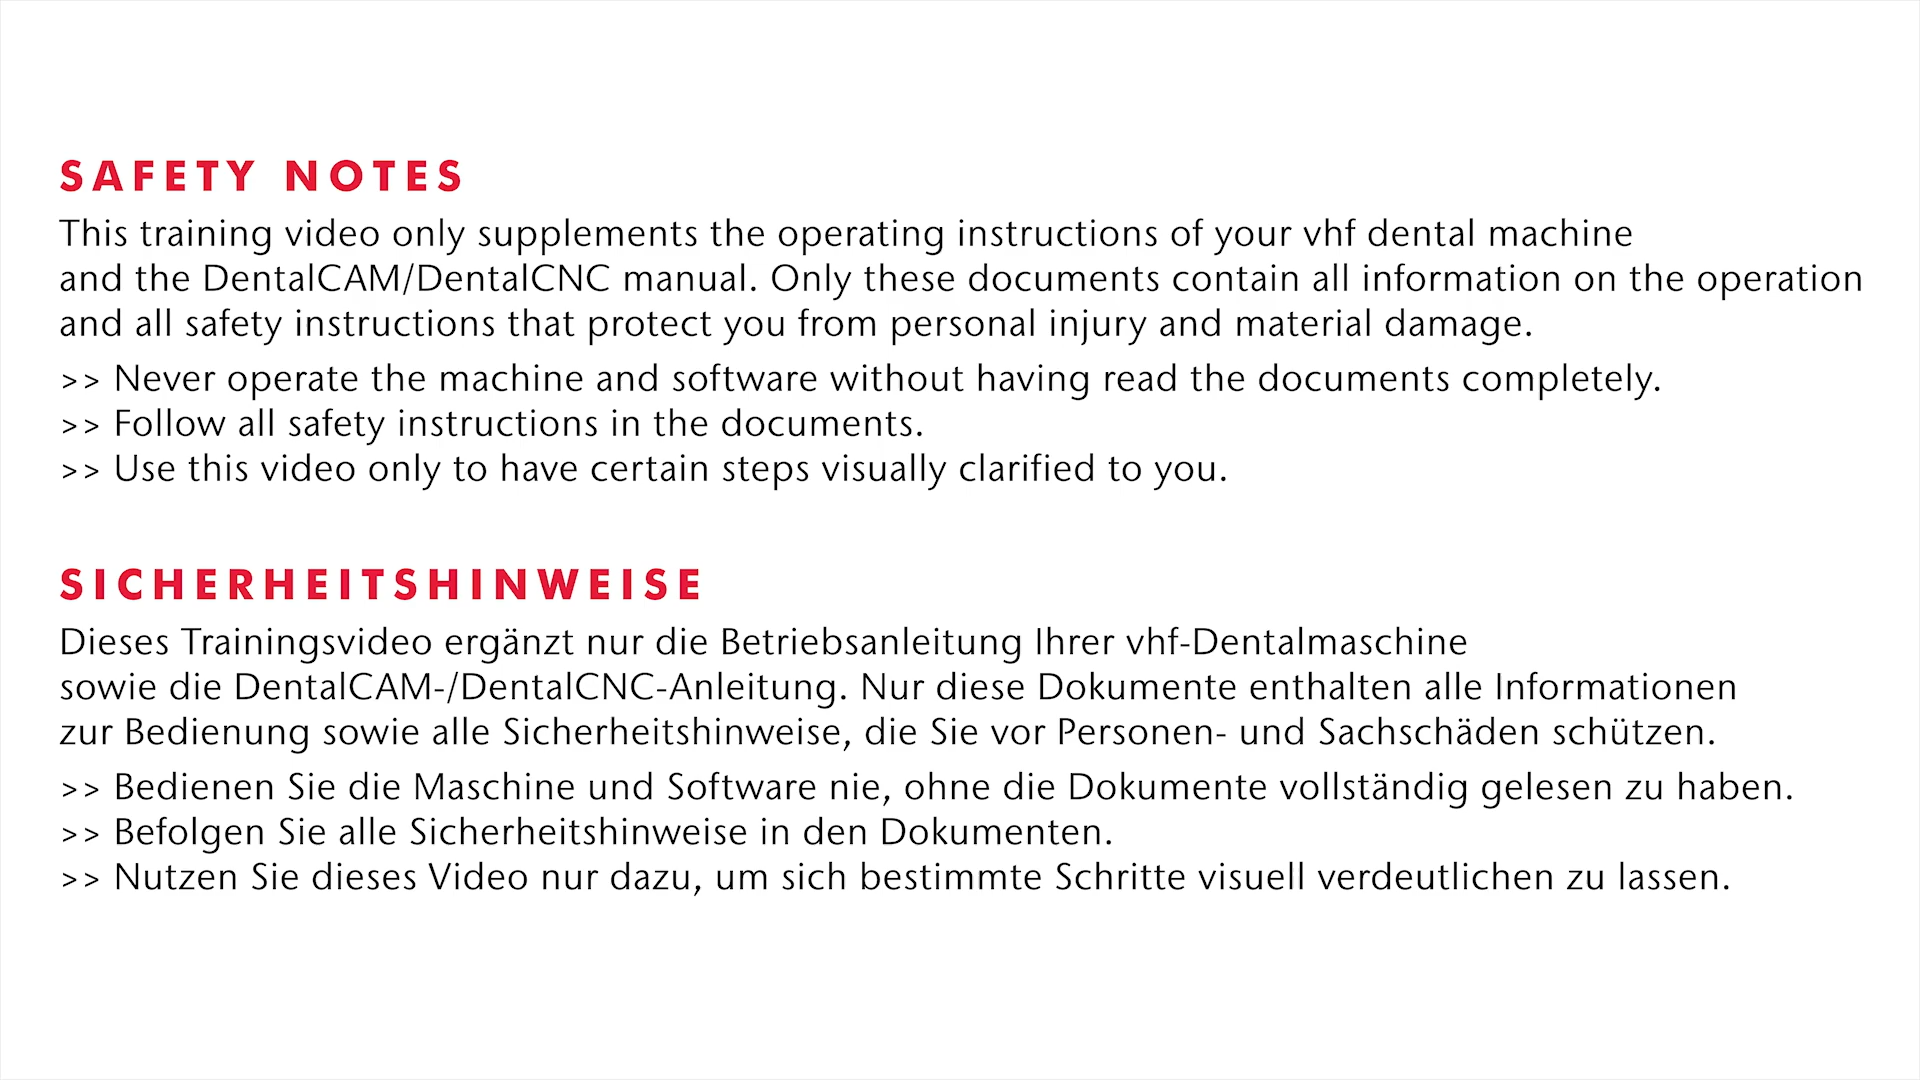 SAFETY NOTES
This training video only supplements the operating instructions of your vhf dental machine
and the DentalCAM/DentalCNC manual. Only these documents contain all information on the operation
and all safety instructions that protect you from personal injury and material damage.
>> Never operate the machine and software without having read the documents completely.
>> Follow all safety instructions in the documents.
>> Use this video only to have certain steps visually clarified to you.
SICHERHEITSHINWEISE
Dieses Trainingsvideo ergänzt nur die Betriebsanleitung Ihrer vhf-Dentalmaschine
sowie die DentalCAM-/DentalCNC-Anleitung. Nur diese Dokumente enthalten alle Informationen
zur Bedienung sowie alle Sicherheitshinweise, die Sie vor Personen- und Sachschäden schützen.
>> Bedienen Sie die Maschine und Software nie, ohne die Dokumente vollständig gelesen zu haben.
>> Befolgen Sie alle Sicherheitshinweise in den Dokumenten.
>> Nutzen Sie dieses Video nur dazu, um sich bestimmte Schritte visuell verdeutlichen zu lassen.